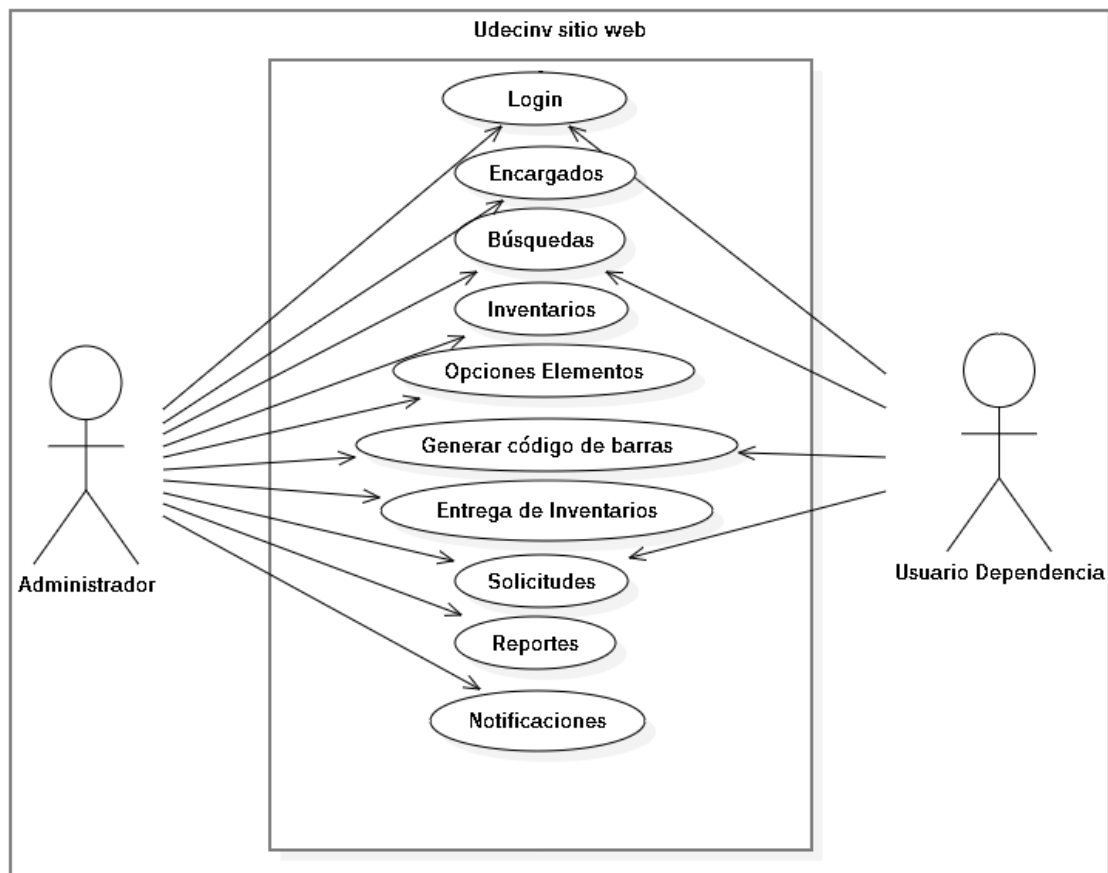 Udecinv sitio web
Login
Encargados
Búsquedas
Inventarios
Opciones Elementos
Generar código de barras
Entrega de Inventarios
Solicitudes
Reportes
Notificaciones
Administrador
Usuario Dependencia